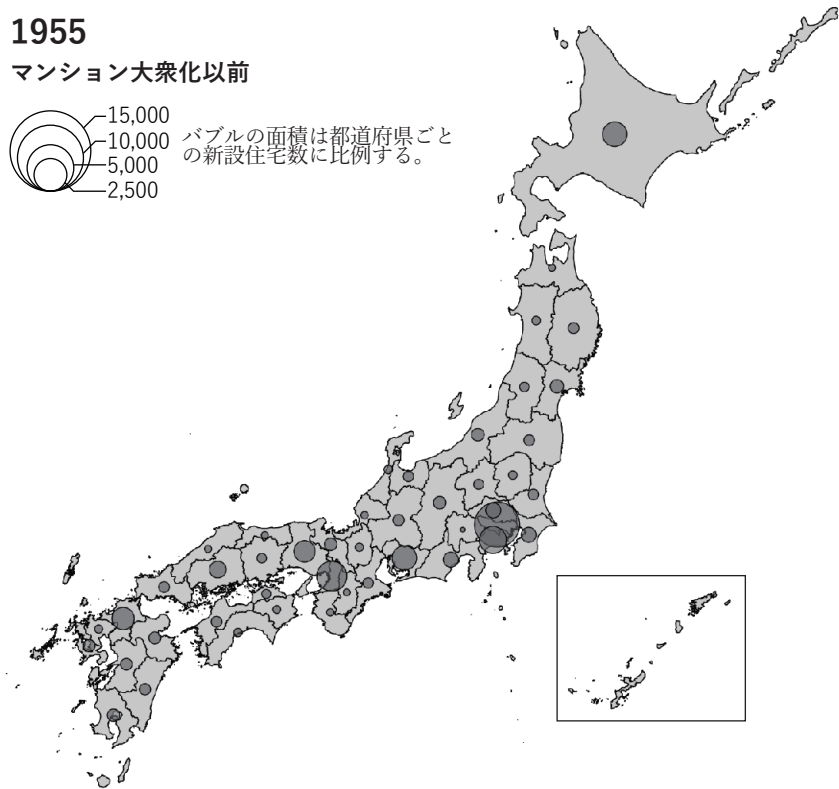 1955
マンション大衆化以前
15,000
10,000
5,000
2,500
バブルの面積は都道府県ごと
の新設住宅数に比例する。